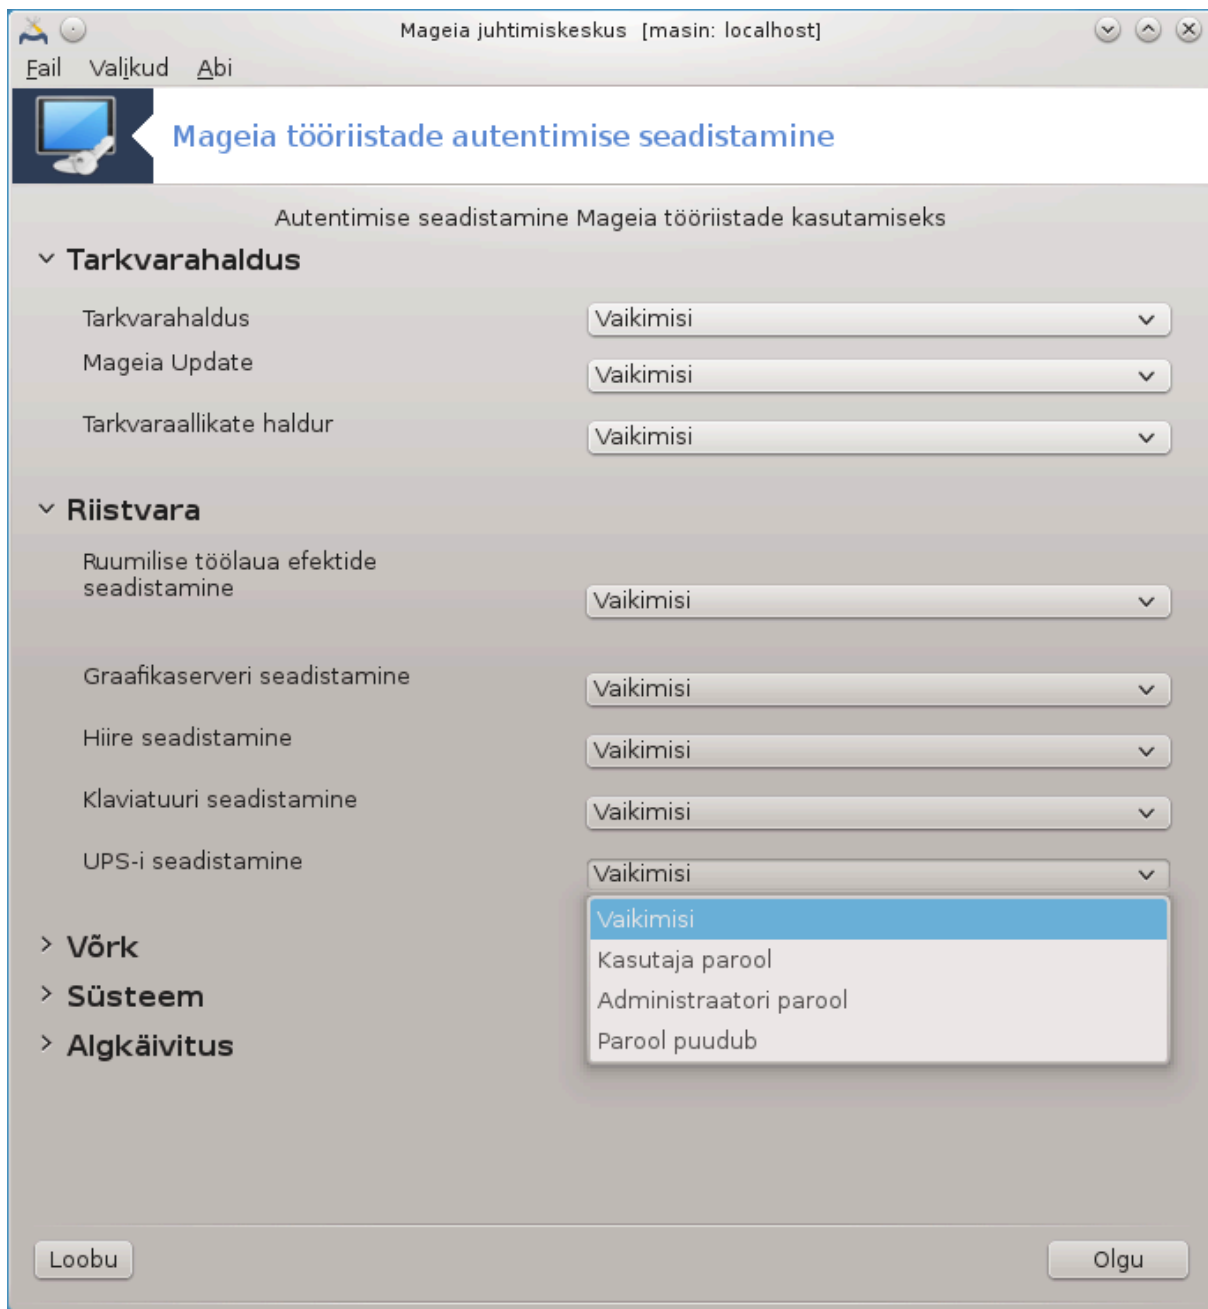 Mageia juhtimiskeskus [masin: localhost]
Fail Valikud Abi
Mageia tööriistade autentimise seadistamine
Autentimise seadistamine Mageia tööriistade kasutamiseks
Tarkvarahaldus
Tarkvarahaldus Vaikimisi
Mageia Update Vaikimisi
Tarkvaraallikate haldur Vaikimisi
Riistvara
Ruumilise töölaua efektide
seadistamine Vaikimisi
Graafikaserveri seadistamine Vaikimisi
Hiire seadistamine Vaikimisi
Klaviatuuri seadistamine Vaikimisi
UPS-i seadistamine Vaikimisi
Vaikimisi
Kasutaja parool
Administraatori parool
Parool puudub
Võrk
Süsteem
Algkäivitus
Loobu Olgu